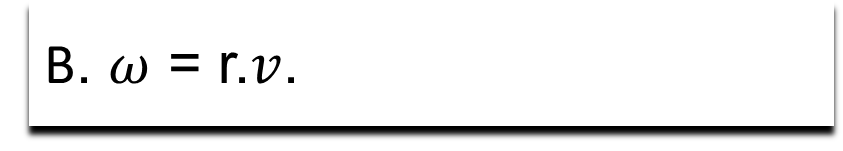 B. 𝜔 = r.𝑣.